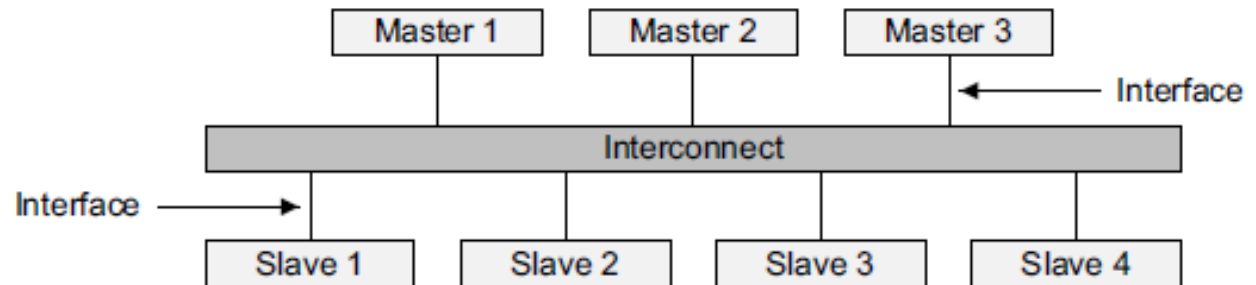 Master 1 Master 2 Master 3
Interface
Interconnect
Interface
Slave 1 Slave 2 Slave 3 Slave 4